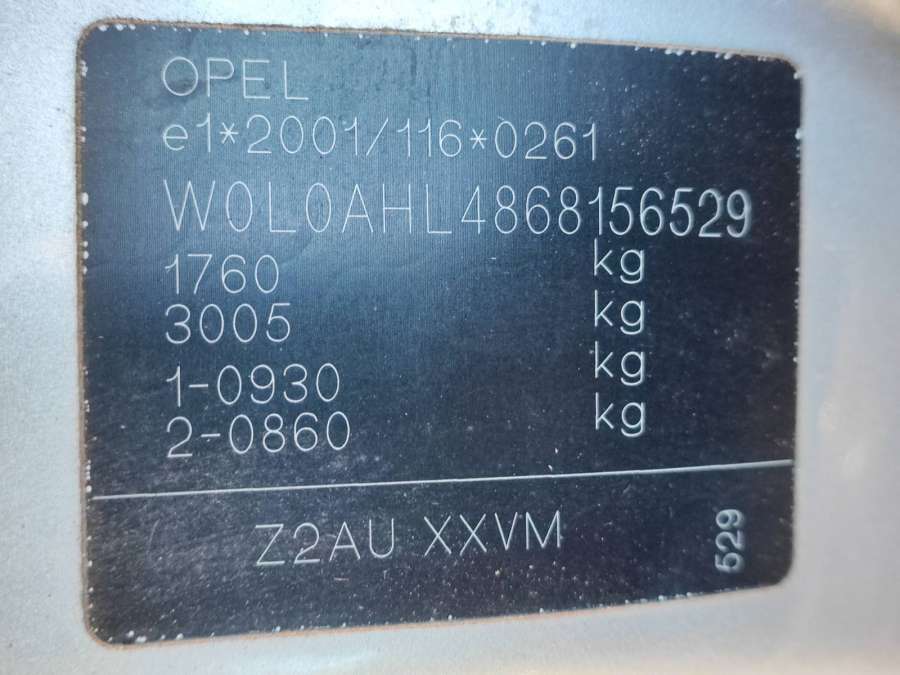 OPEL
e1*2001/116*0261
W0L0AHL4868156529
1760 kg
3005 kg
1-0930 kg
2-0860 kg
Z2AU XXVM
529